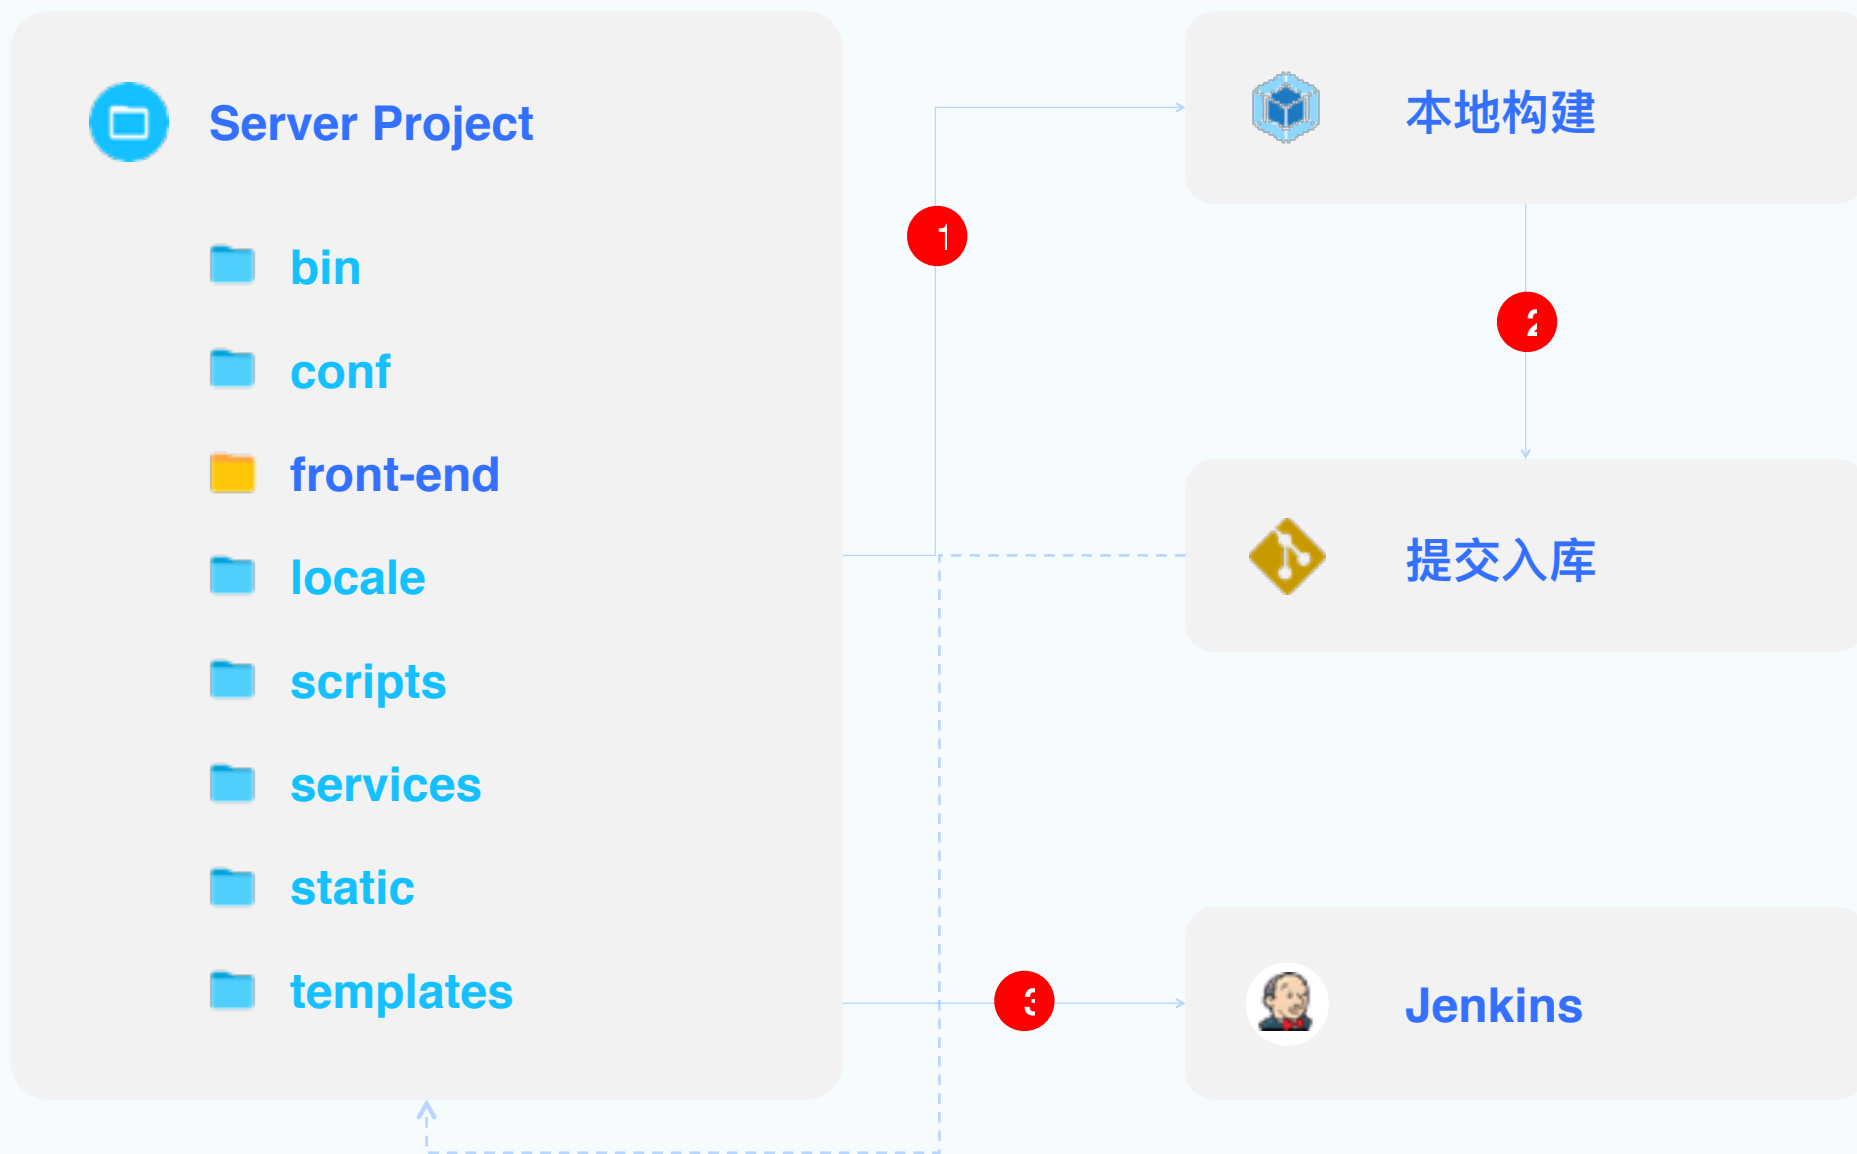 Server Project
bin
conf
front-end
locale
scripts
services
static
templates
1
本地构建
2
提交入库
3
Jenkins